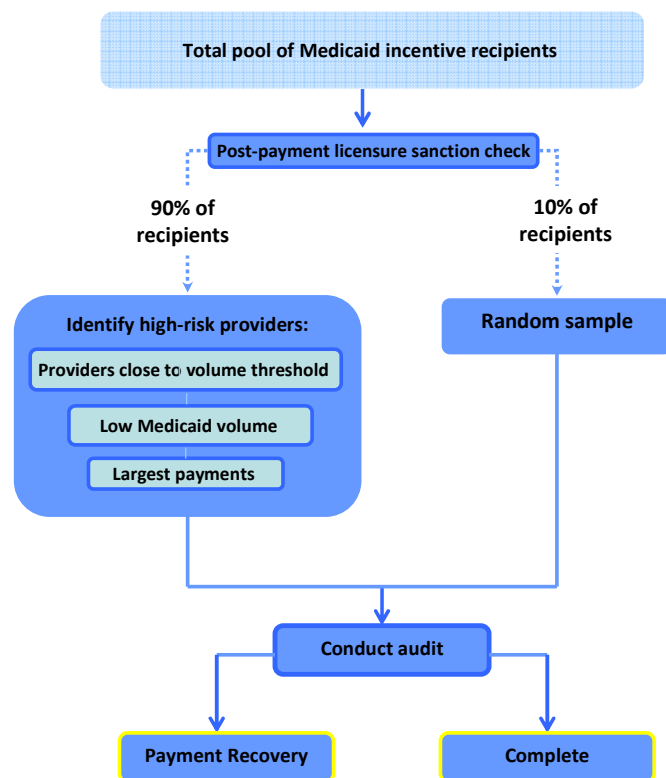 Total pool of Medicaid incentive recipients
Post-payment licensure sanction check
90% of
recipients
10% of
recipients
Identify high-risk providers:
Providers close to volume threshold
Low Medicaid volume
Largest payments
Random sample
Conduct audit
Payment Recovery
Complete